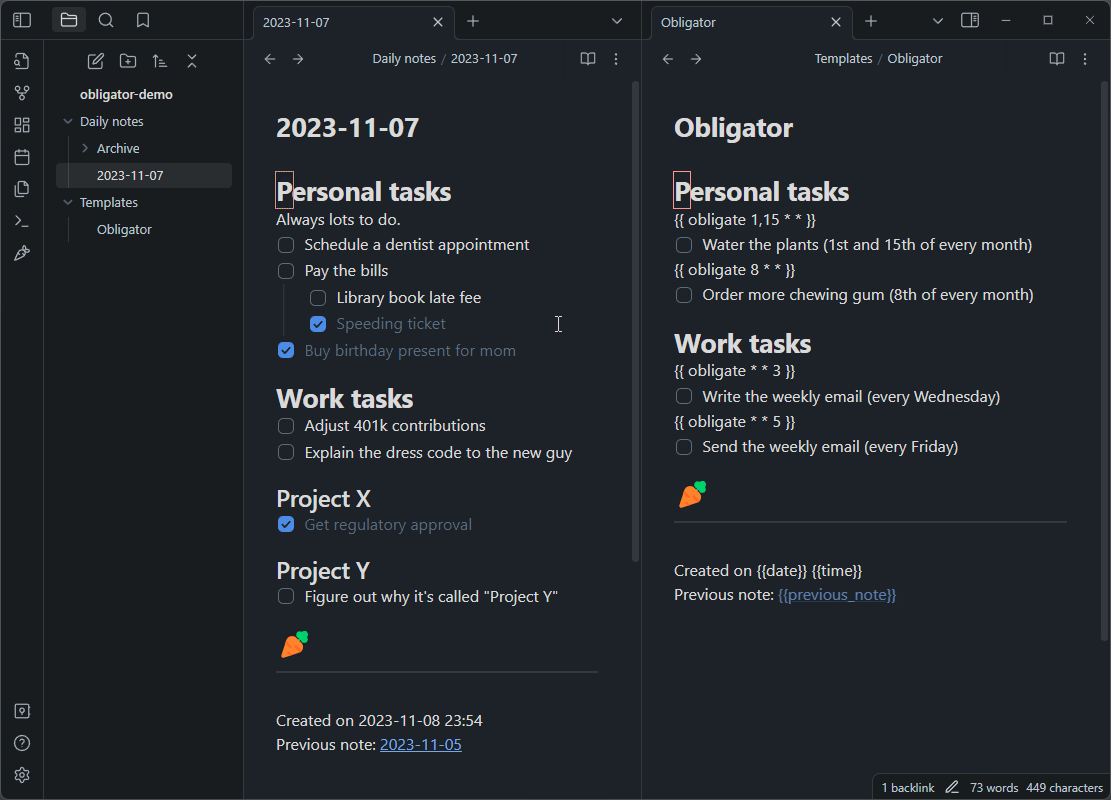 2023-11-07
Obligator
Daily notes / 2023-11-07
Templates / Obligator
obligator-demo
Daily notes
Archive
2023-11-07
Templates
Obligator
2023-11-07
Personal tasks
Always lots to do.
Schedule a dentist appointment
Pay the bills
Library book late fee
Speeding ticket
Buy birthday present for mom
Work tasks
Adjust 401k contributions
Explain the dress code to the new guy
Project X
Get regulatory approval
Project Y
Figure out why it's called "Project Y"
Created on 2023-11-08 23:54
Previous note: 2023-11-05
Obligator
Personal tasks
{{ obligate 1,15 * * }}
Water the plants (1st and 15th of every month)
{{ obligate 8 * * }}
Order more chewing gum (8th of every month)
Work tasks
{{ obligate * * 3 }}
Write the weekly email (every Wednesday)
{{ obligate * * 5 }}
Send the weekly email (every Friday)
Created on {{date}} {{time}}
Previous note: {{previous_note}}
1 backlink 73 words 449 characters